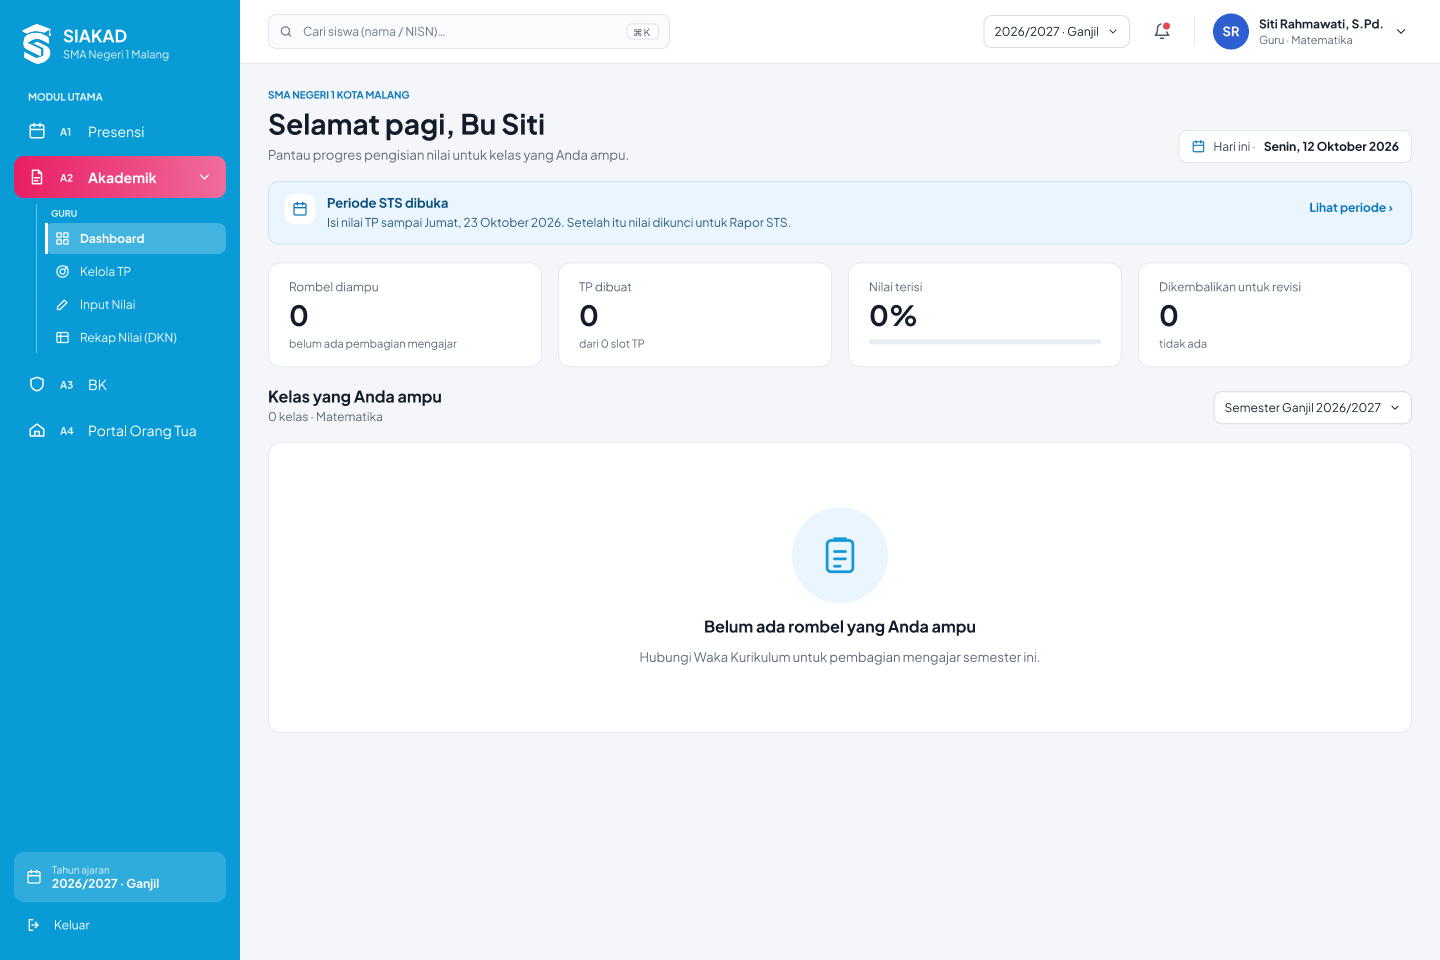 SIAKAD
SMA Negeri 1 Malang
MODUL UTAMA
A1 Presensi
A2 Akademik
GURU
Dashboard
Kelola TP
Input Nilai
Rekap Nilai (DKN)
A3 BK
A4 Portal Orang Tua
Tahun ajaran
2026/2027 · Ganjil
Keluar
Cari siswa (nama / NISN)...
⌘K
2026/2027 · Ganjil
SR
Siti Rahmawati, S.Pd.
Guru · Matematika
SMA NEGERI 1 KOTA MALANG
Selamat pagi, Bu Siti
Pantau progres pengisian nilai untuk kelas yang Anda ampu.
Hari ini · Senin, 12 Oktober 2026
Periode STS dibuka
Isi nilai TP sampai Jumat, 23 Oktober 2026. Setelah itu nilai dikunci untuk Rapor STS.
Lihat periode ›
Rombel diampu
0
belum ada pembagian mengajar
TP dibuat
0
dari 0 slot TP
Nilai terisi
0%
Dikembalikan untuk revisi
0
tidak ada
Kelas yang Anda ampu
0 kelas · Matematika
Semester Ganjil 2026/2027
Belum ada rombel yang Anda ampu
Hubungi Waka Kurikulum untuk pembagian mengajar semester ini.